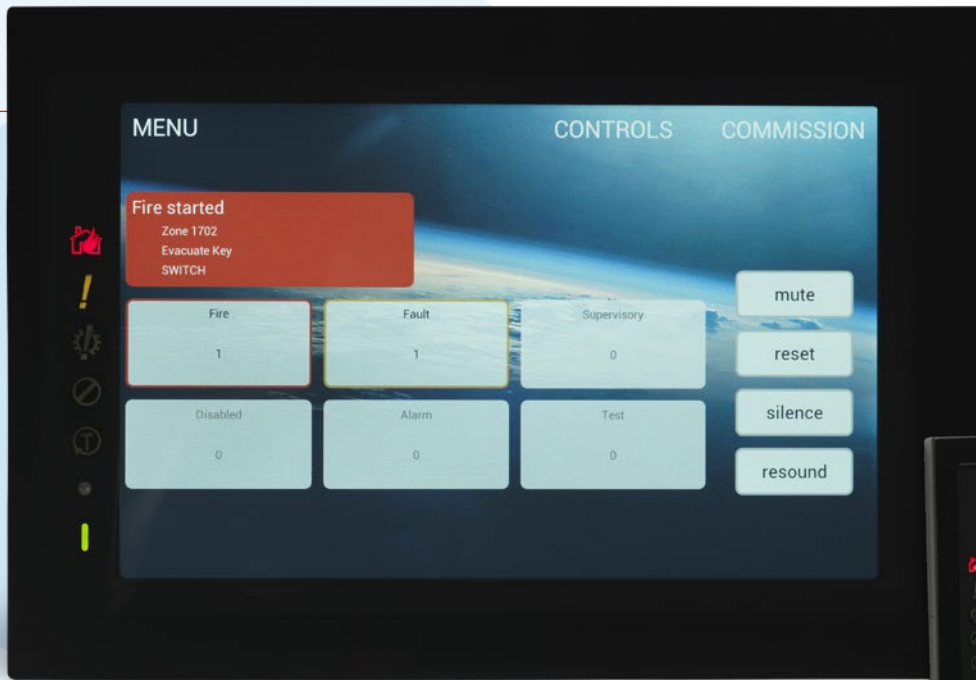 MENU
CONTROLS
COMMISSION
Fire started
Zone 1702
Evacuate Key
SWITCH
Fire
1
Fault
1
Supervisory
0
mute
reset
Disabled
0
Alarm
0
Test
0
silence
resound
T